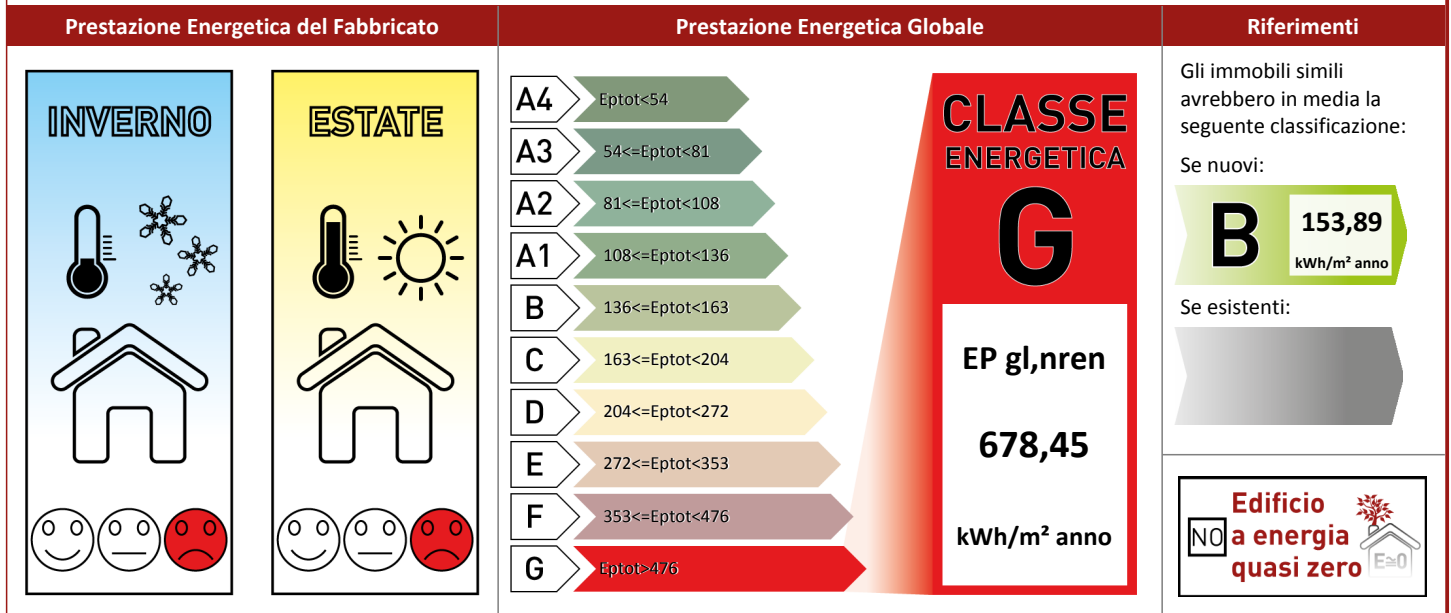 Prestazione Energetica del Fabbricato
Prestazione Energetica Globale
Riferimenti
INVERNO
ESTATE
A4 Eptot<54
A3 54<=Eptot<81
A2 81<=Eptot<108
A1 108<=Eptot<136
B 136<=Eptot<163
C 163<=Eptot<204
D 204<=Eptot<272
E 272<=Eptot<353
F 353<=Eptot<476
G Eptot>476
CLASSE
ENERGETICA
G
EP gl,nren
678,45
kWh/m² anno
Gli immobili simili
avrebbero in media la
seguente classificazione:
Se nuovi:
B
153,89
kWh/m² anno
Se esistenti:
Edificio
NO a energia
quasi zero
E≅0